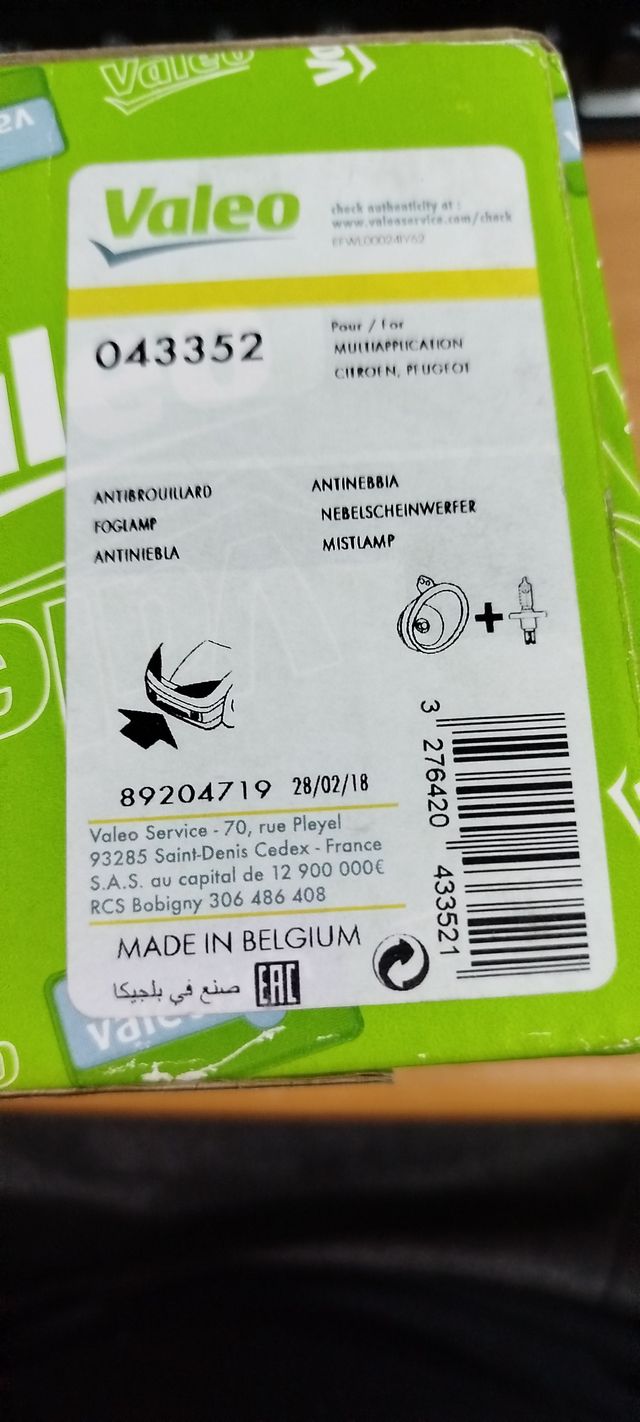 Valeo
Valeo
check authenticity at :
www.valeoservice.com/check
043352
Pour / for
MULTIAPPLICATION
CITROEN, PEUGEOT
ANTIBROUILLARD
FOGLAMP
ANTINIEBLA
ANTINEBBIA
NEBELSCHEINWERFER
MISTLAMP
89204719 28/02/18
Valeo Service - 70, rue Pleyel
93285 Saint-Denis Cedex - France
S.A.S. au capital de 12 900 000€
RCS Bobigny 306 486 408
MADE IN BELGIUM
صنع في بلجيكا
EAC
3 276420 433521